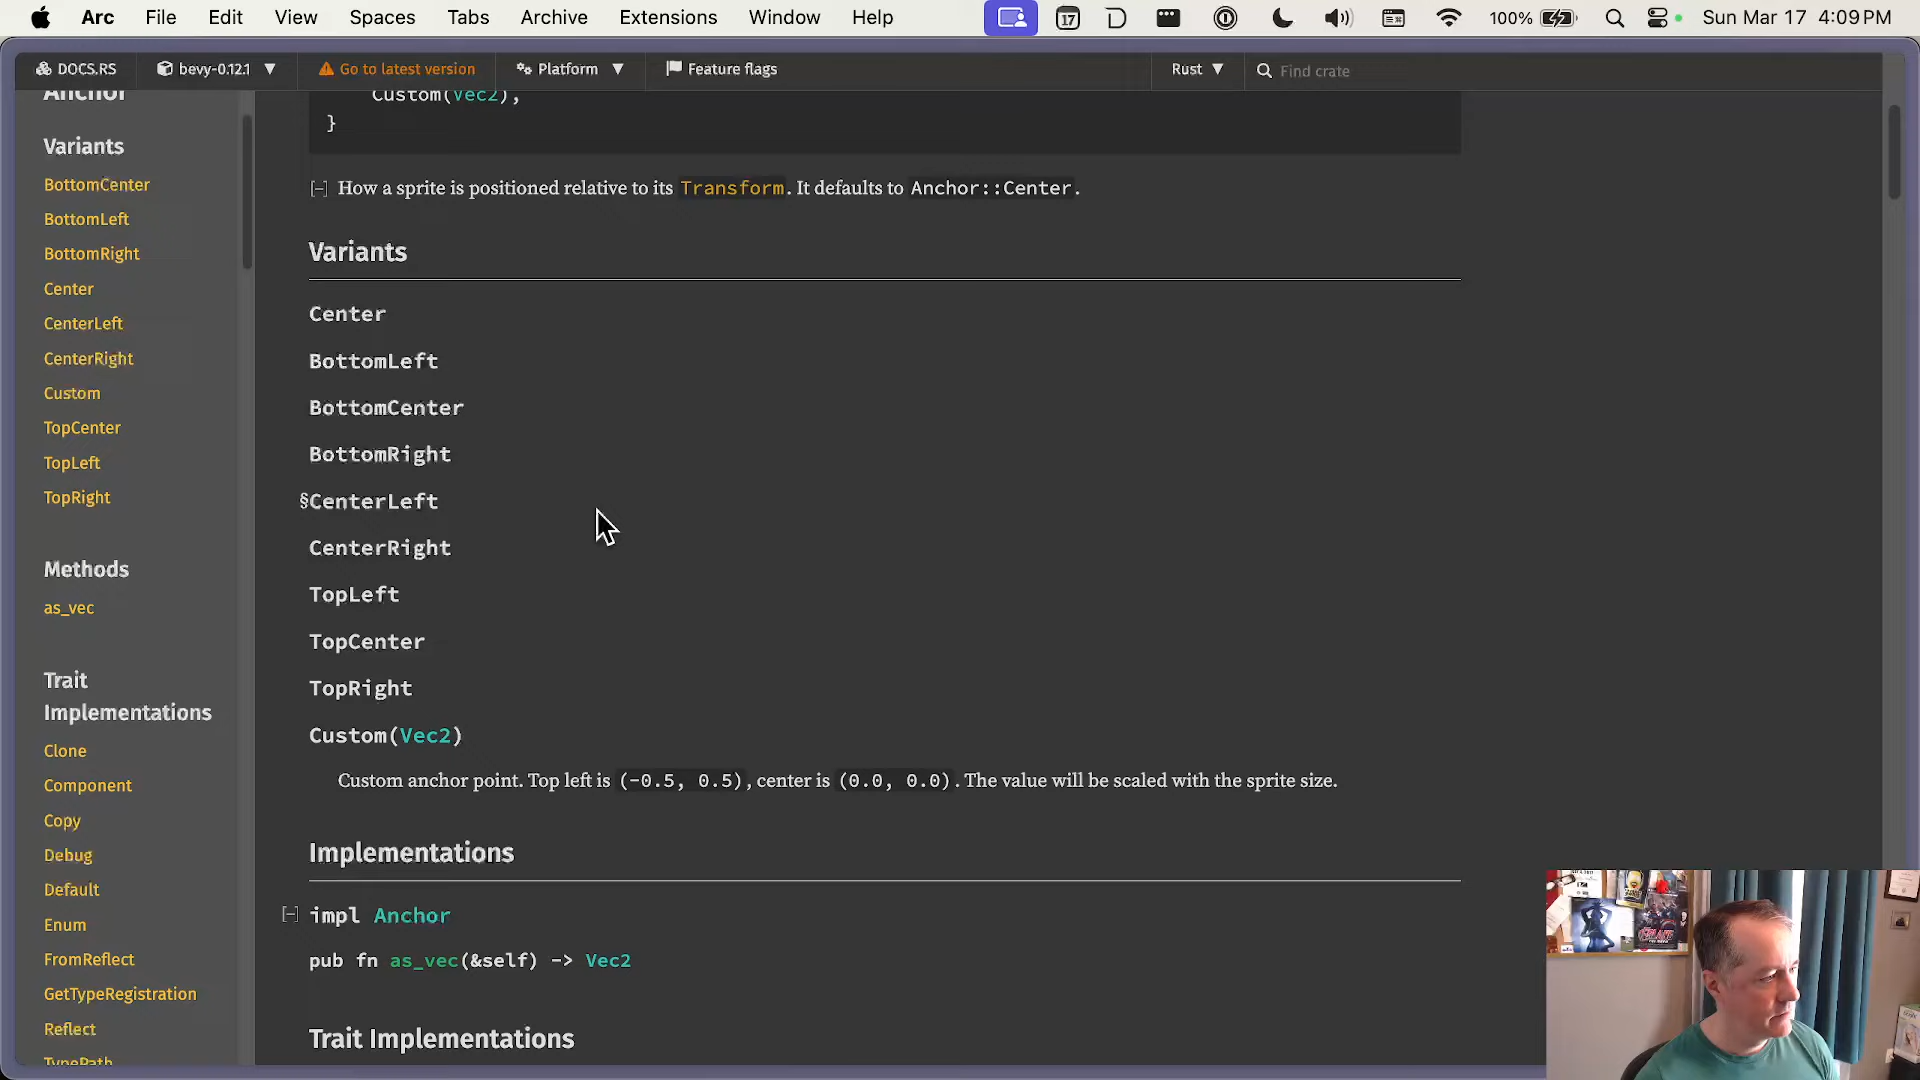 Arc File Edit View Spaces Tabs Archive Extensions Window Help 17 100% Sun Mar 17 4:09 PM
DOCS.RS bevy-0.12.1 Go to latest version Platform Feature flags Rust Find crate
Anchor
Variants
BottomCenter
BottomLeft
BottomRight
Center
CenterLeft
CenterRight
Custom
TopCenter
TopLeft
TopRight
Methods
as_vec
Trait
Implementations
Clone
Component
Copy
Debug
Default
Enum
FromReflect
GetTypeRegistration
Reflect
TypePath
Custom(Vec2),
}
[−] How a sprite is positioned relative to its Transform. It defaults to Anchor::Center.
Variants
Center
BottomLeft
BottomCenter
BottomRight
§CenterLeft
CenterRight
TopLeft
TopCenter
TopRight
Custom(Vec2)
Custom anchor point. Top left is (-0.5, 0.5), center is (0.0, 0.0). The value will be scaled with the sprite size.
Implementations
[−] impl Anchor
pub fn as_vec(&self) -> Vec2
Trait Implementations